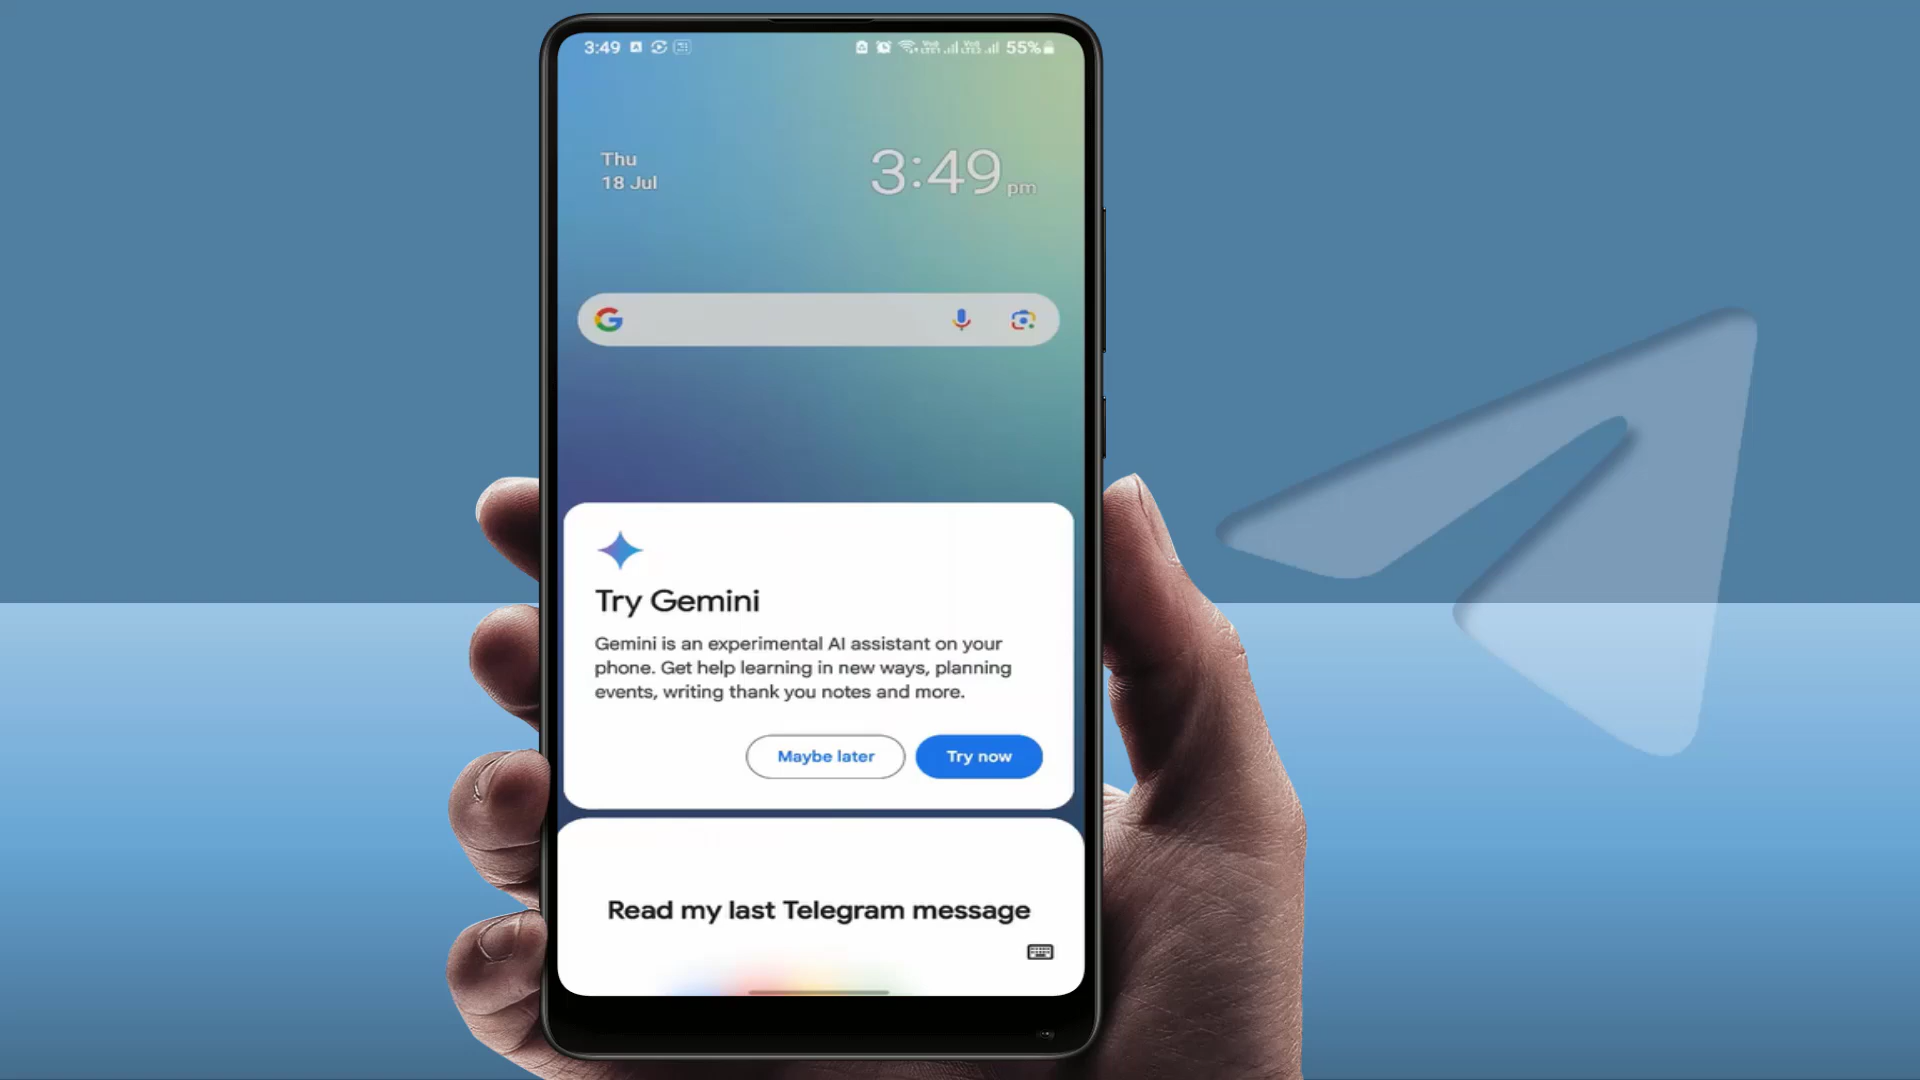 3:49 55%
Thu
18 Jul
3:49 pm
Try Gemini
Gemini is an experimental AI assistant on your
phone. Get help learning in new ways, planning
events, writing thank you notes and more.
Maybe later
Try now
Read my last Telegram message